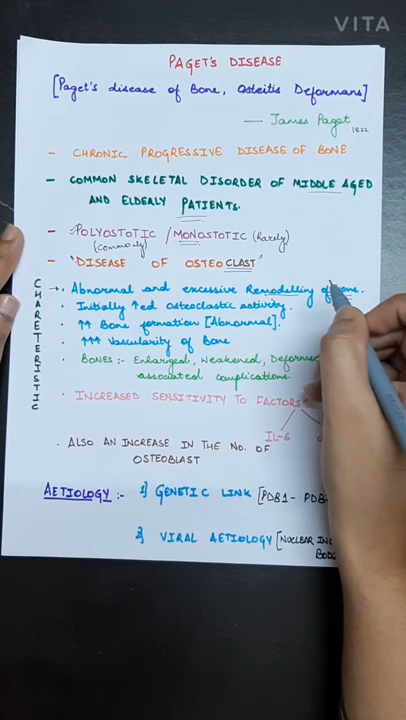 VITA
PAGET'S DISEASE
[Paget's disease of Bone, Osteitis Deformans]
— James Paget
1877
- CHRONIC, PROGRESSIVE DISEASE OF BONE
- COMMON SKELETAL DISORDER OF MIDDLE AGED
AND ELDERLY PATIENTS.
- POLYOSTOTIC / MONOSTOTIC (Rarely)
(commonly)
- "DISEASE OF OSTEOCLAST"
CHARETERISTIC
→ . Abnormal and excessive Remodelling of Bone.
. Initially ↑ed osteoclastic activity.
. ↑↑ Bone formation [Abnormal].
. ↑↑↑ Vascularity of Bone
. BONES :- Enlarged, Weakened, Deformed
associated complications.
. INCREASED SENSITIVITY TO FACTORS
IL-6
. ALSO AN INCREASE IN THE NO. OF
OSTEOBLAST
AETIOLOGY :- 1) GENETIC LINK [PDB1- PDB
2) VIRAL AETIOLOGY [NUCLEAR INC
BOD